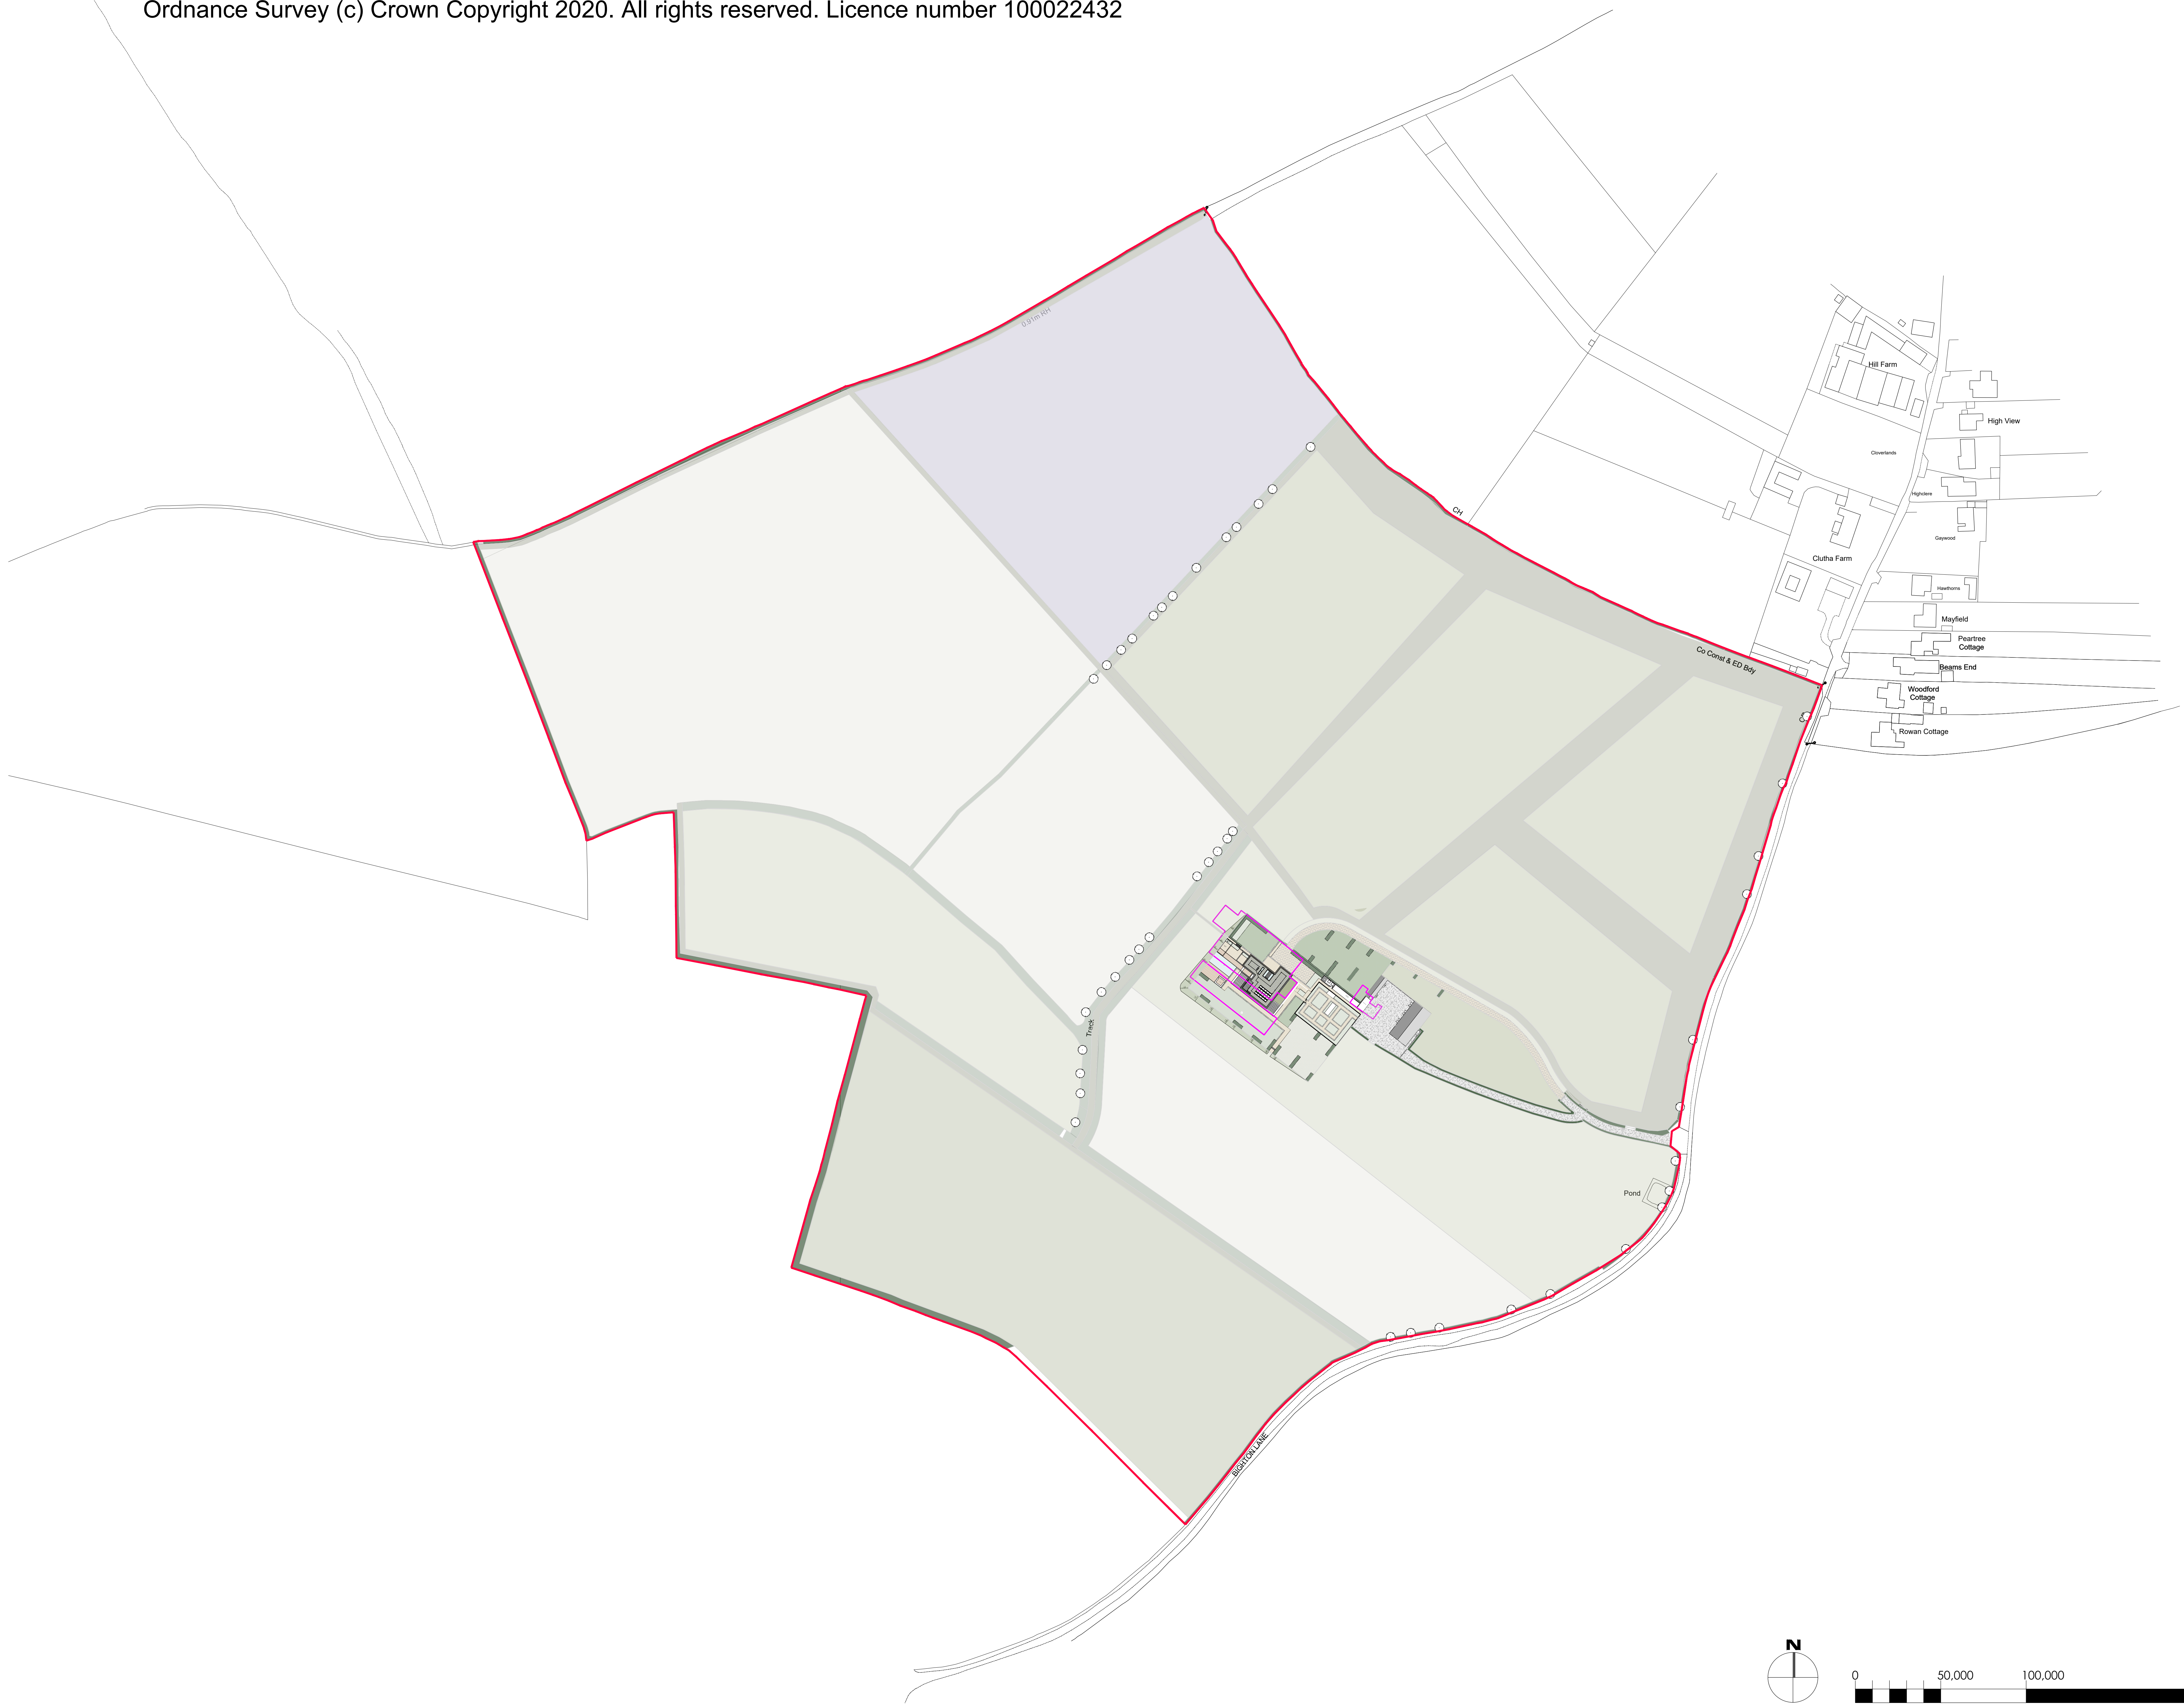 Ordnance Survey (c) Crown Copyright 2020. All rights reserved. Licence number 100022432
0.91m RH
Hill Farm
High View
Cloverlands
Highclere
CH
Gaywood
Clutha Farm
Hawthorns
Mayfield
Peartree
Cottage
Co Const & ED Bdy
Beams End
Woodford
Cottage
Rowan Cottage
Track
Pond
BIGHTON LANE
N
0
50,000
100,000